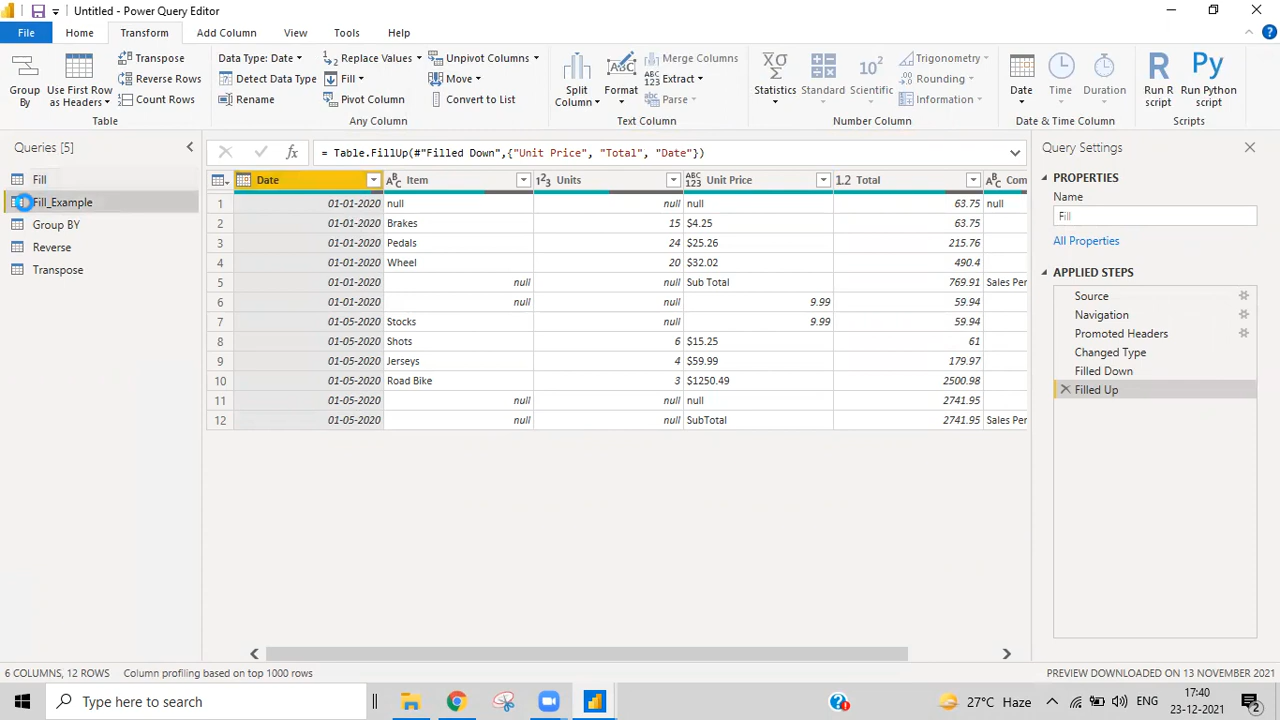 Untitled - Power Query Editor
File Home Transform Add Column View Tools Help
Group By
Use First Row as Headers
Transpose
Reverse Rows
Count Rows
Table
Data Type: Date
Detect Data Type
Rename
Replace Values
Fill
Pivot Column
Unpivot Columns
Move
Convert to List
Any Column
Split Column
Format
Merge Columns
Extract
Parse
Text Column
Statistics
Standard
Scientific
Trigonometry
Rounding
Information
Number Column
Date
Time
Duration
Date & Time Column
Run R script
Run Python script
Scripts
Queries [5]
Fill
Fill_Example
Group BY
Reverse
Transpose
= Table.FillUp(#"Filled Down",{"Unit Price", "Total", "Date"})
Date Item Units Unit Price Total Com
1 01-01-2020 null null null 63.75 null
2 01-01-2020 Brakes 15 $4.25 63.75
3 01-01-2020 Pedals 24 $25.26 215.76
4 01-01-2020 Wheel 20 $32.02 490.4
5 01-01-2020 null null Sub Total 769.91 Sales Per
6 01-01-2020 null null 9.99 59.94
7 01-05-2020 Stocks null 9.99 59.94
8 01-05-2020 Shots 6 $15.25 61
9 01-05-2020 Jerseys 4 $59.99 179.97
10 01-05-2020 Road Bike 3 $1250.49 2500.98
11 01-05-2020 null null null 2741.95
12 01-05-2020 null null SubTotal 2741.95 Sales Per
Query Settings
PROPERTIES
Name
Fill
All Properties
APPLIED STEPS
Source
Navigation
Promoted Headers
Changed Type
Filled Down
Filled Up
6 COLUMNS, 12 ROWS Column profiling based on top 1000 rows PREVIEW DOWNLOADED ON 13 NOVEMBER 2021
Type here to search
27°C Haze
ENG
17:40
23-12-2021
2